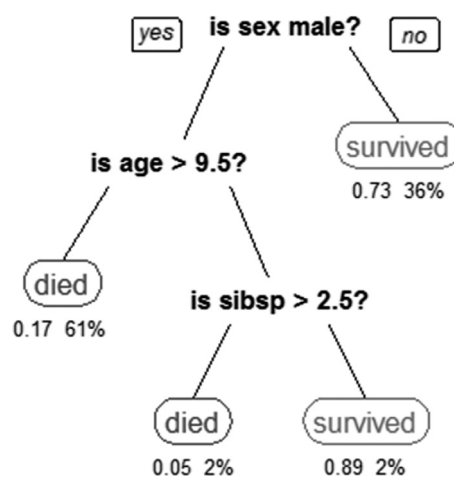 yes
is sex male?
no
is age > 9.5?
survived
0.73 36%
died
0.17 61%
is sibsp > 2.5?
died
0.05 2%
survived
0.89 2%